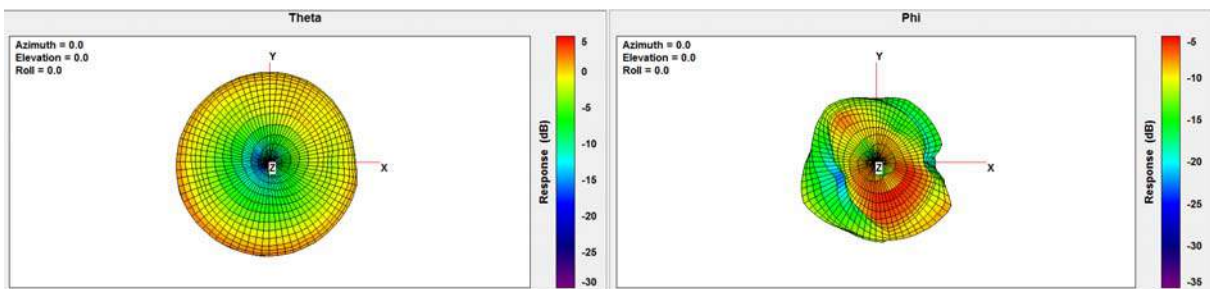 Theta
Azimuth = 0.0
Elevation = 0.0
Roll = 0.0
Y
X
Z
5
0
-5
-10
-15
-20
-25
-30
Response (dB)
Phi
Azimuth = 0.0
Elevation = 0.0
Roll = 0.0
Y
X
Z
-5
-10
-15
-20
-25
-30
-35
Response (dB)